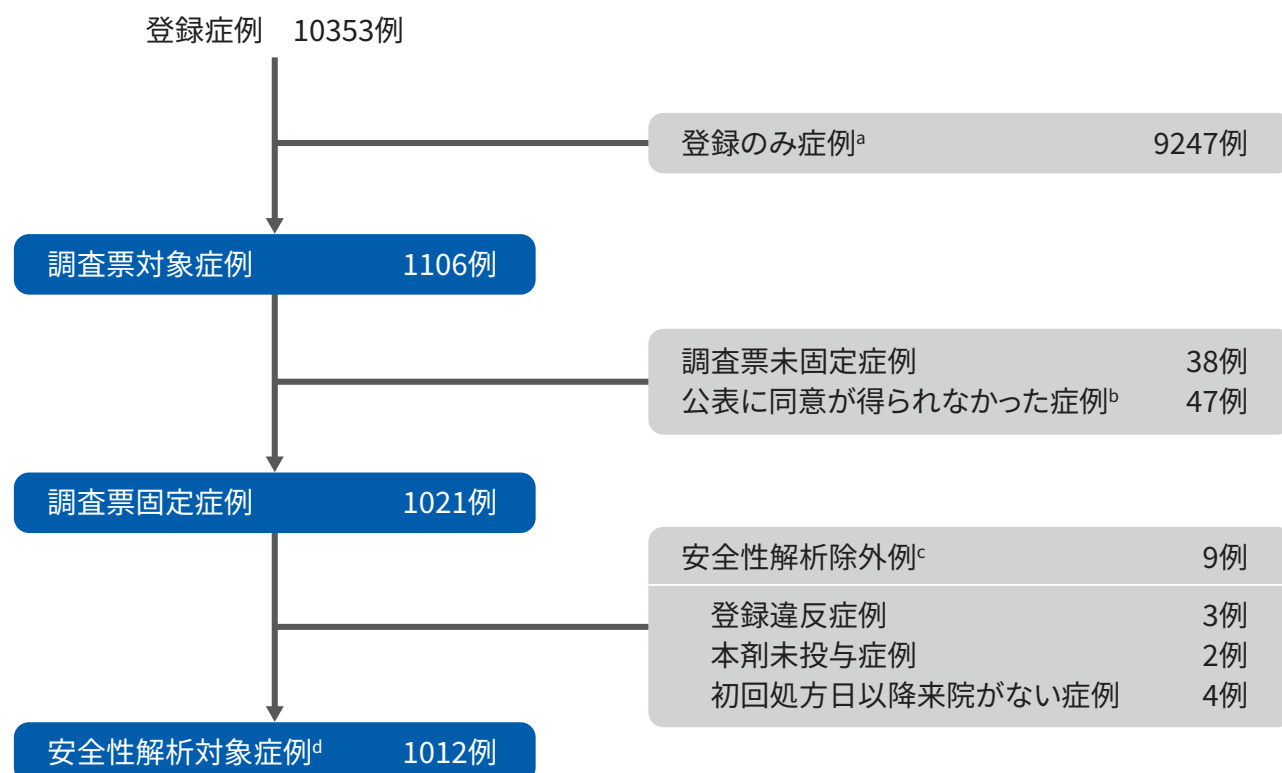 登録症例　10353例
登録のみ症例a 9247例
調査票対象症例 1106例
調査票未固定症例 38例
公表に同意が得られなかった症例b 47例
調査票固定症例 1021例
安全性解析除外例c 9例
登録違反症例 3例
本剤未投与症例 2例
初回処方日以降来院がない症例 4例
安全性解析対象症例d 1012例